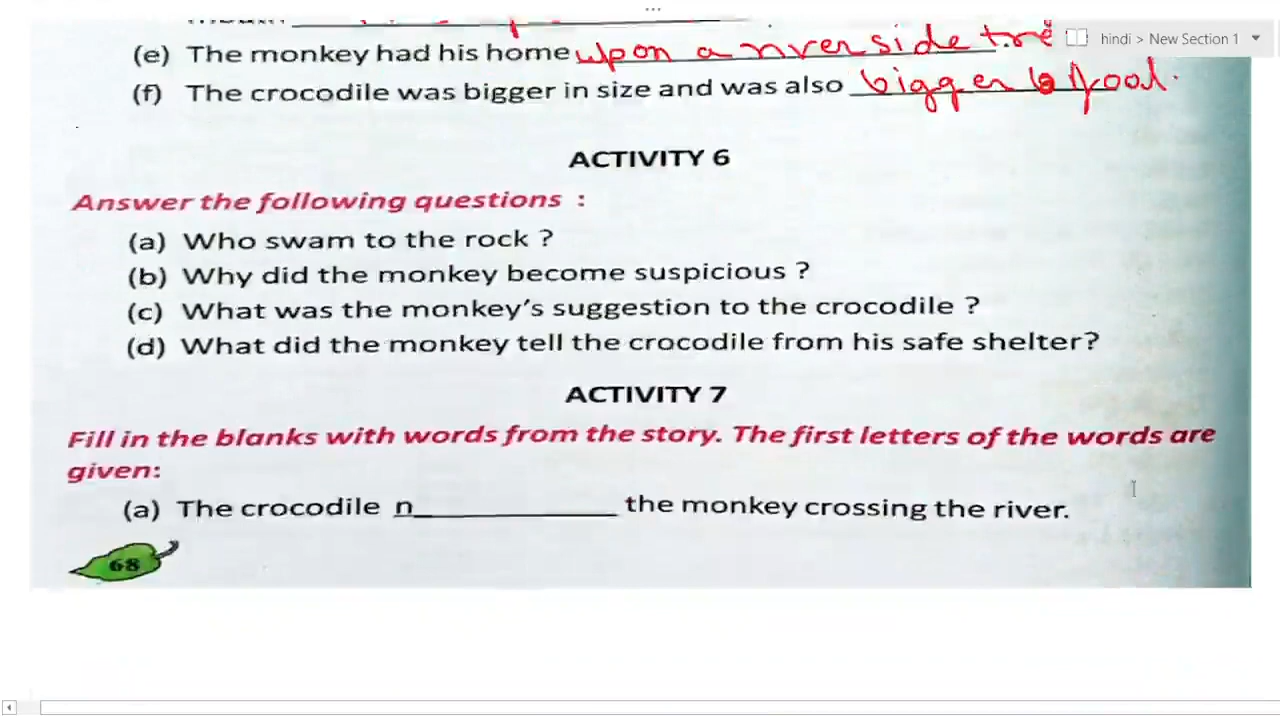 (e) The monkey had his home upon a river side tre
hindi > New Section 1
(f) The crocodile was bigger in size and was also bigger fool.
ACTIVITY 6
Answer the following questions :
(a) Who swam to the rock ?
(b) Why did the monkey become suspicious ?
(c) What was the monkey's suggestion to the crocodile ?
(d) What did the monkey tell the crocodile from his safe shelter?
ACTIVITY 7
Fill in the blanks with words from the story. The first letters of the words are
given:
(a) The crocodile n____________ the monkey crossing the river.
68